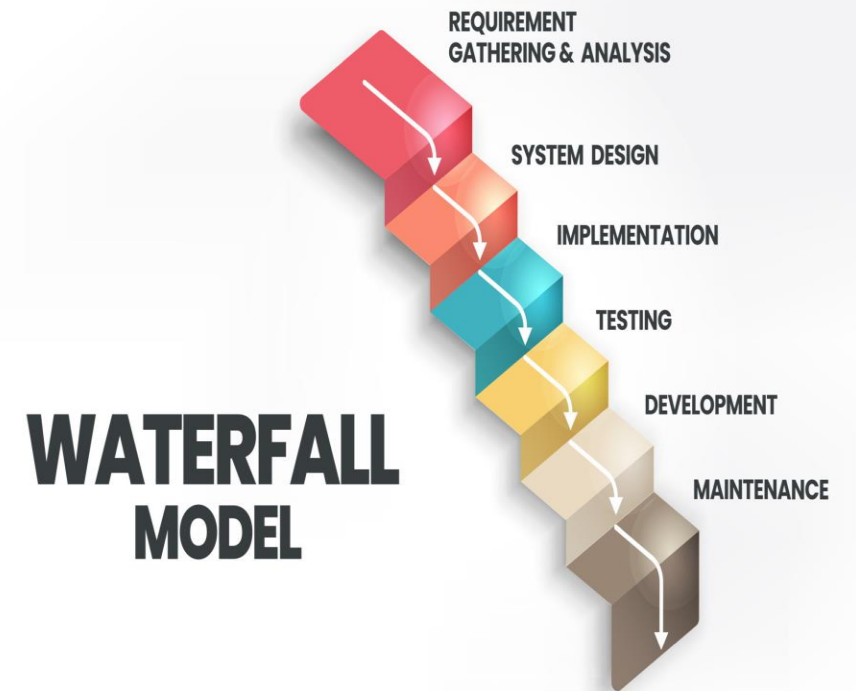 REQUIREMENT
GATHERING & ANALYSIS
SYSTEM DESIGN
IMPLEMENTATION
TESTING
DEVELOPMENT
MAINTENANCE
WATERFALL
MODEL